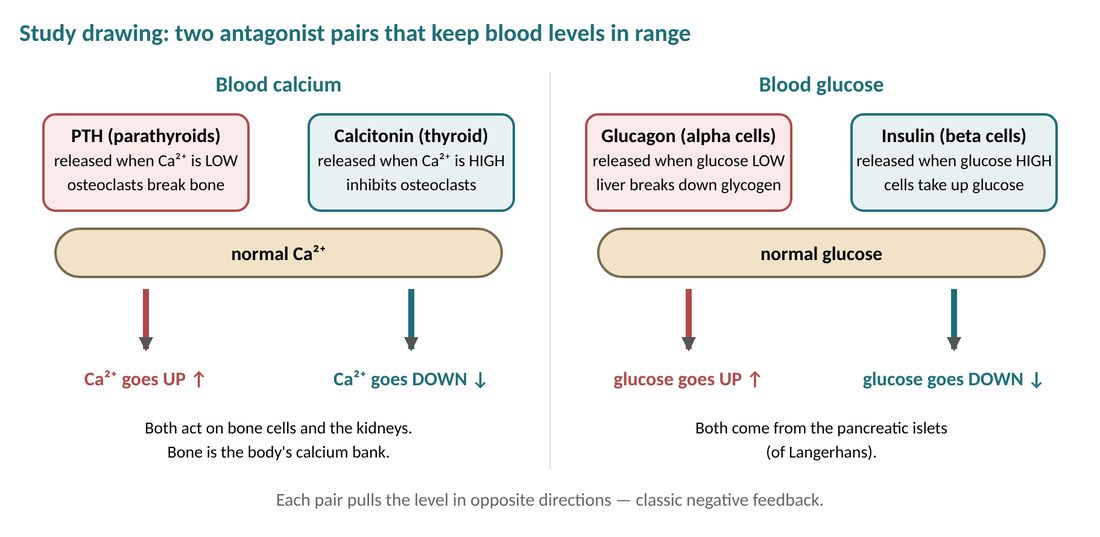 Study drawing: two antagonist pairs that keep blood levels in range
Blood calcium
PTH (parathyroids)
released when Ca²⁺ is LOW
osteoclasts break bone
Calcitonin (thyroid)
released when Ca²⁺ is HIGH
inhibits osteoclasts
normal Ca²⁺
Ca²⁺ goes UP ↑
Ca²⁺ goes DOWN ↓
Both act on bone cells and the kidneys.
Bone is the body's calcium bank.
Blood glucose
Glucagon (alpha cells)
released when glucose LOW
liver breaks down glycogen
Insulin (beta cells)
released when glucose HIGH
cells take up glucose
normal glucose
glucose goes UP ↑
glucose goes DOWN ↓
Both come from the pancreatic islets
(of Langerhans).
Each pair pulls the level in opposite directions — classic negative feedback.